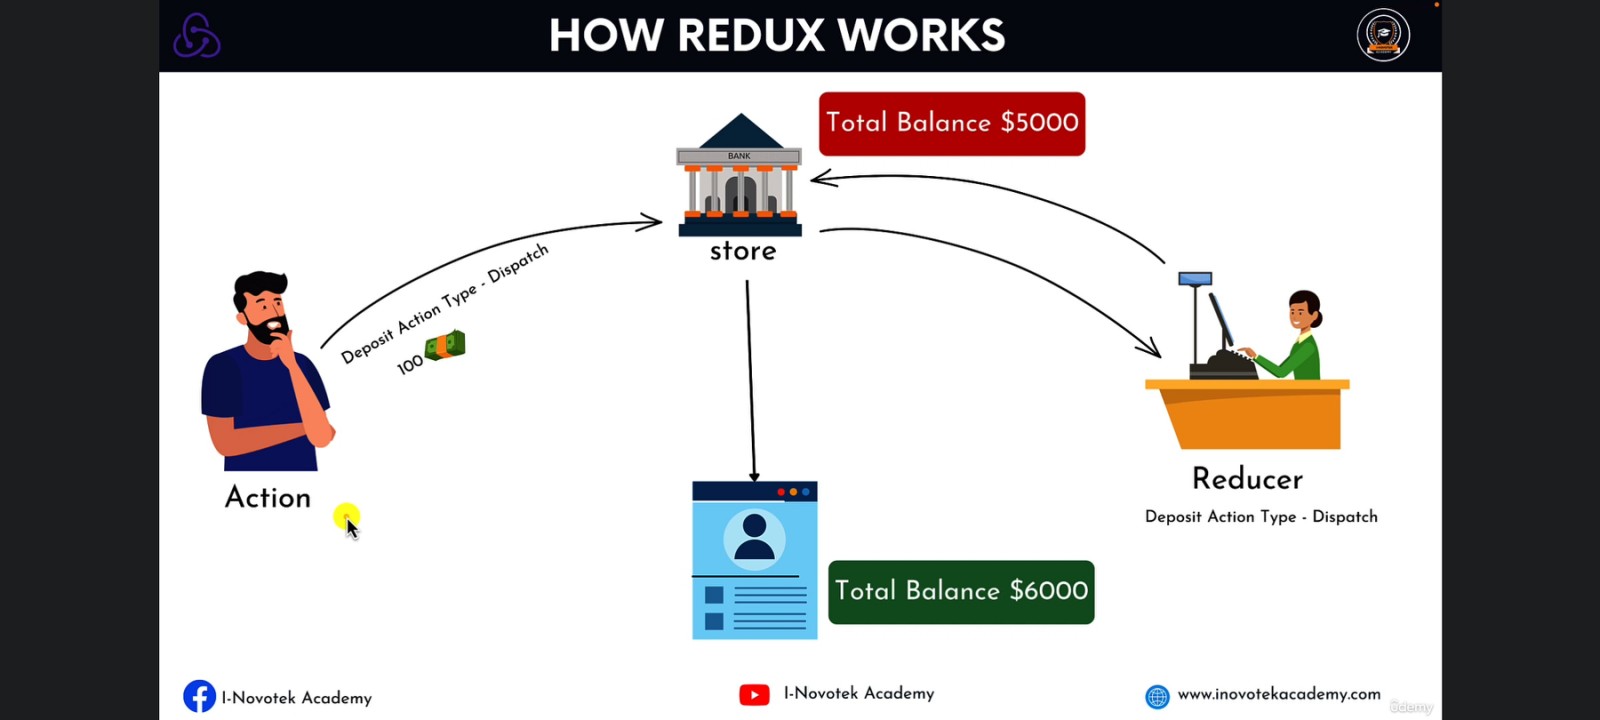 HOW REDUX WORKS
Total Balance $5000
BANK
store
Deposit Action Type - Dispatch
100
Action
Reducer
Deposit Action Type - Dispatch
Total Balance $6000
I-Novotek Academy
I-Novotek Academy
www.inovotekacademy.com
ûdemy